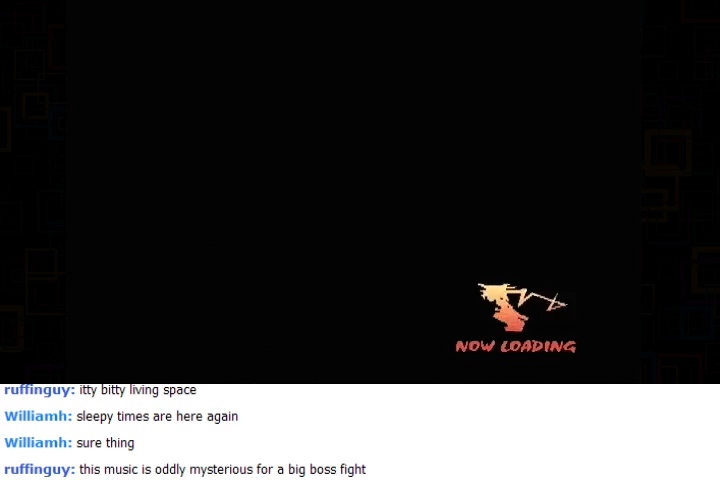 NOW LOADING
ruffinguy: itty bitty living space
Williamh: sleepy times are here again
Williamh: sure thing
ruffinguy: this music is oddly mysterious for a big boss fight